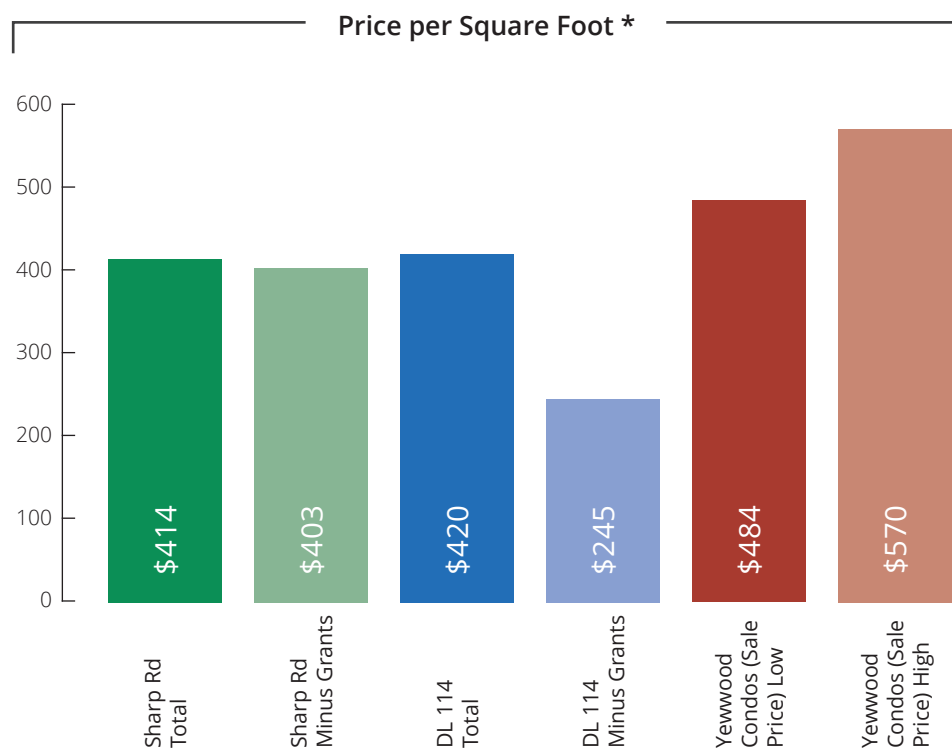 Price per Square Foot *
600
500
400
300
200
100
0
$414
$403
$420
$245
$484
$570
Sharp Rd
Total
Sharp Rd
Minus Grants
DL 114
Total
DL 114
Minus Grants
Yewwood
Condos (Sale
Price) Low
Yewwood
Condos (Sale
Price) High